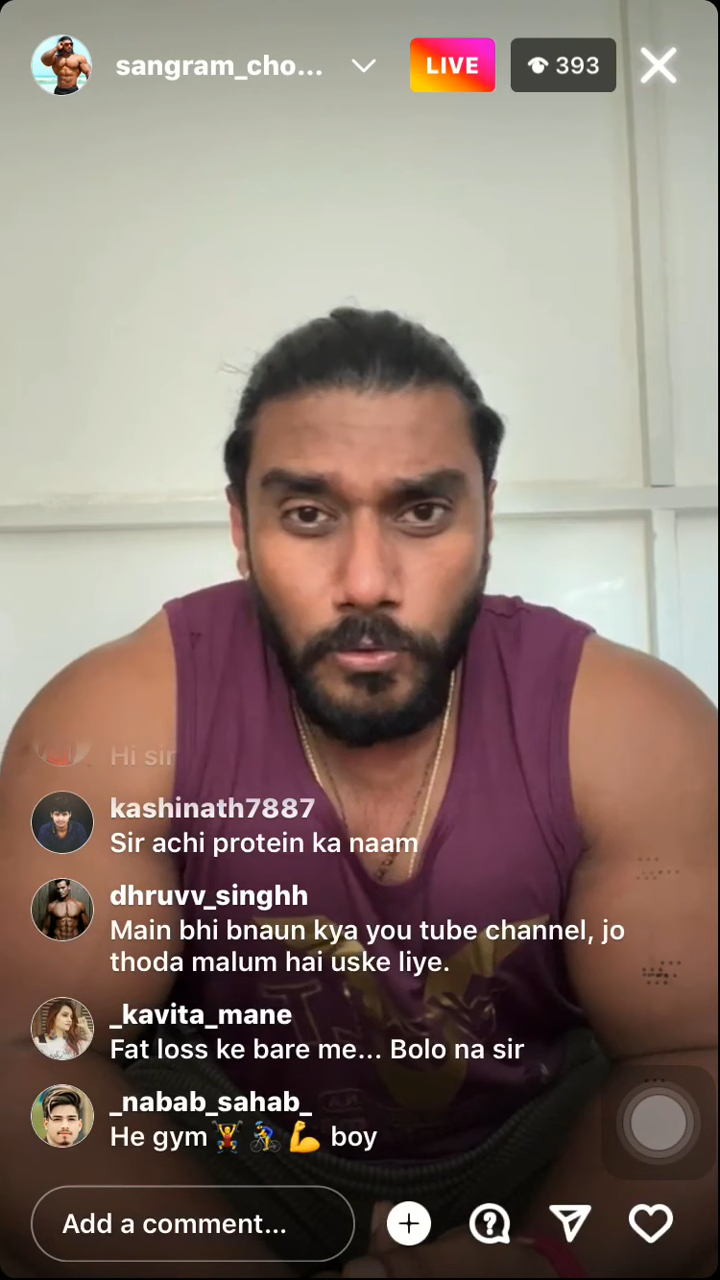 sangram_cho...
LIVE
393
Hi sir
kashinath7887
Sir achi protein ka naam
dhruvv_singhh
Main bhi bnaun kya you tube channel, jo
thoda malum hai uske liye.
_kavita_mane
Fat loss ke bare me... Bolo na sir
_nabab_sahab_
He gym🏋️🚴💪 boy
Add a comment...